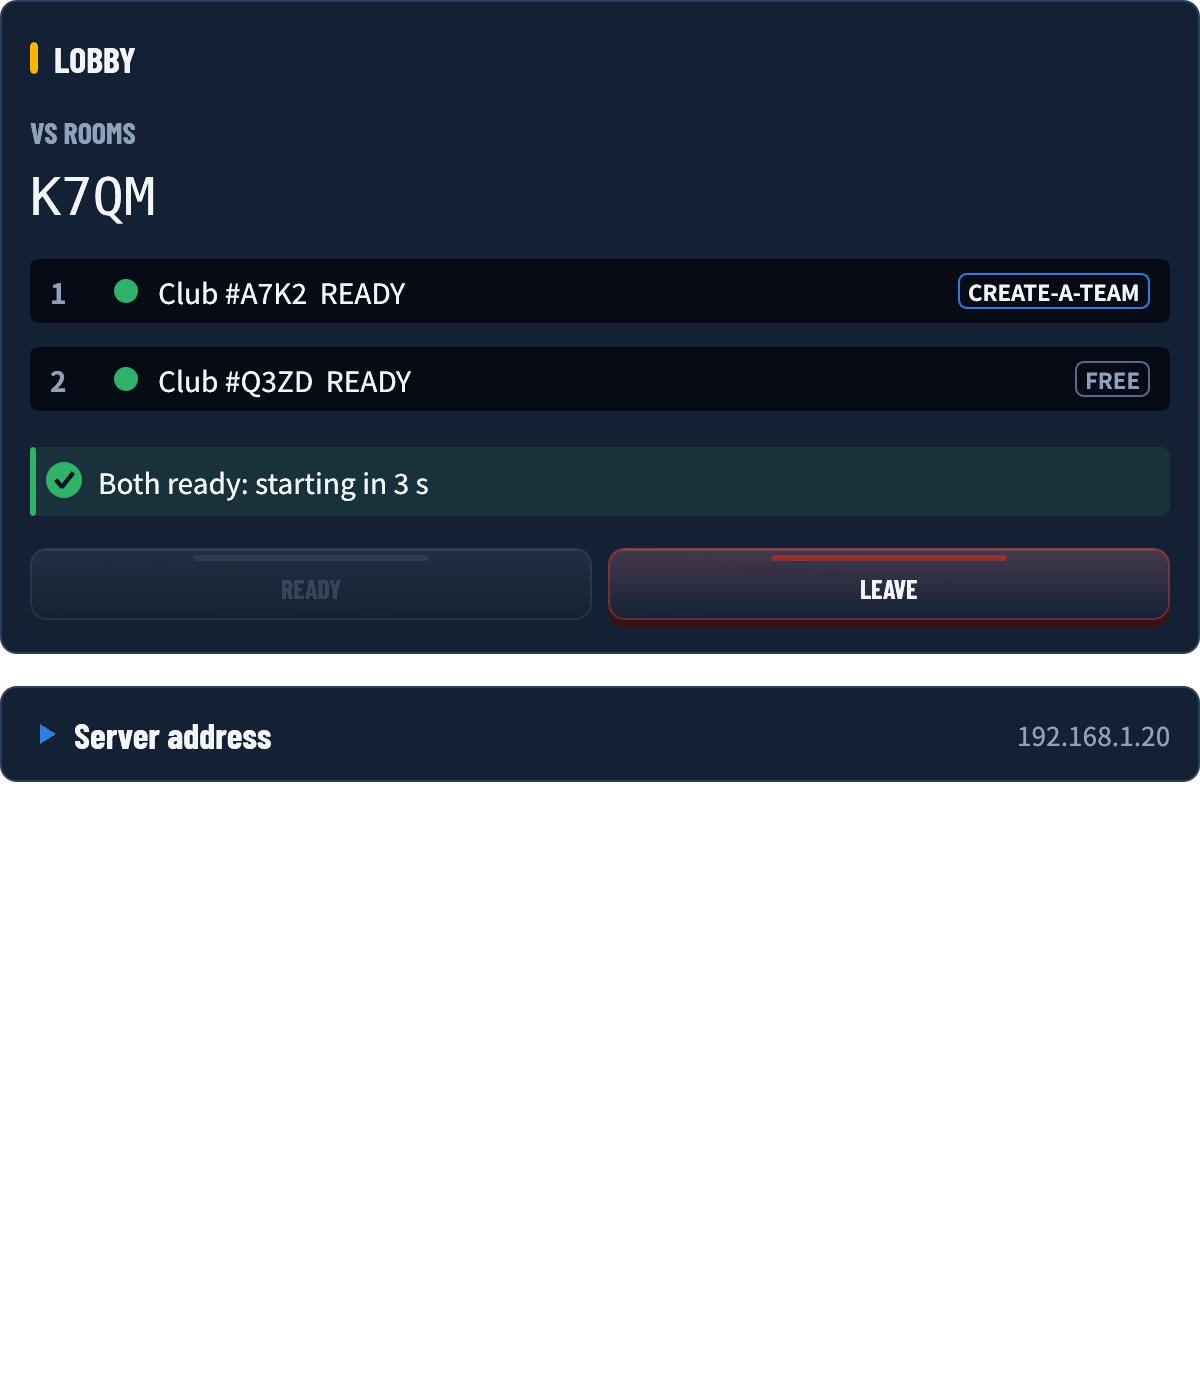 LOBBY
VS ROOMS
K7QM
1 Club #A7K2 READY CREATE-A-TEAM
2 Club #Q3ZD READY FREE
Both ready: starting in 3 s
READY LEAVE
Server address 192.168.1.20